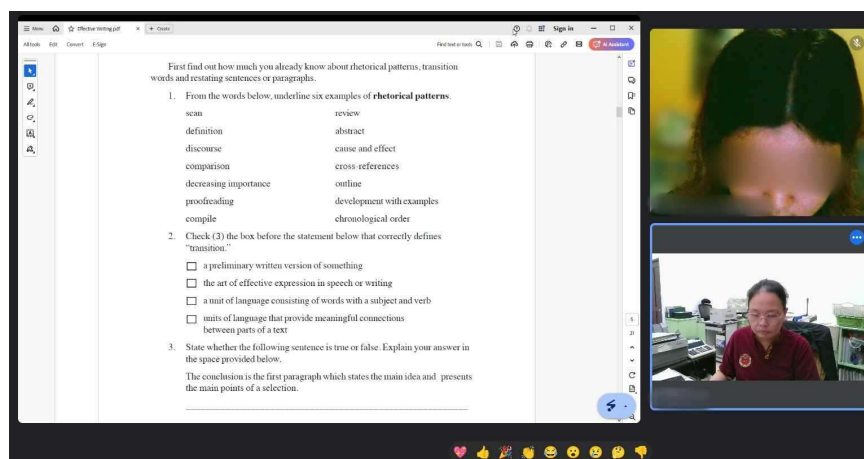 Menu
Effective Writing.pdf
+ Create
Sign in
All tools Edit Convert E-Sign
Find text or tools
AI Assistant
First find out how much you already know about rhetorical patterns, transition
words and restating sentences or paragraphs.
1. From the words below, underline six examples of rhetorical patterns.
scan review
definition abstract
discourse cause and effect
comparison cross-references
decreasing importance outline
proofreading development with examples
compile chronological order
2. Check (3) the box before the statement below that correctly defines
“transition.”
a preliminary written version of something
the art of effective expression in speech or writing
a unit of language consisting of words with a subject and verb
units of language that provide meaningful connections
between parts of a text
3. State whether the following sentence is true or false. Explain your answer in
the space provided below.
The conclusion is the first paragraph which states the main idea and presents
the main points of a selection.
5